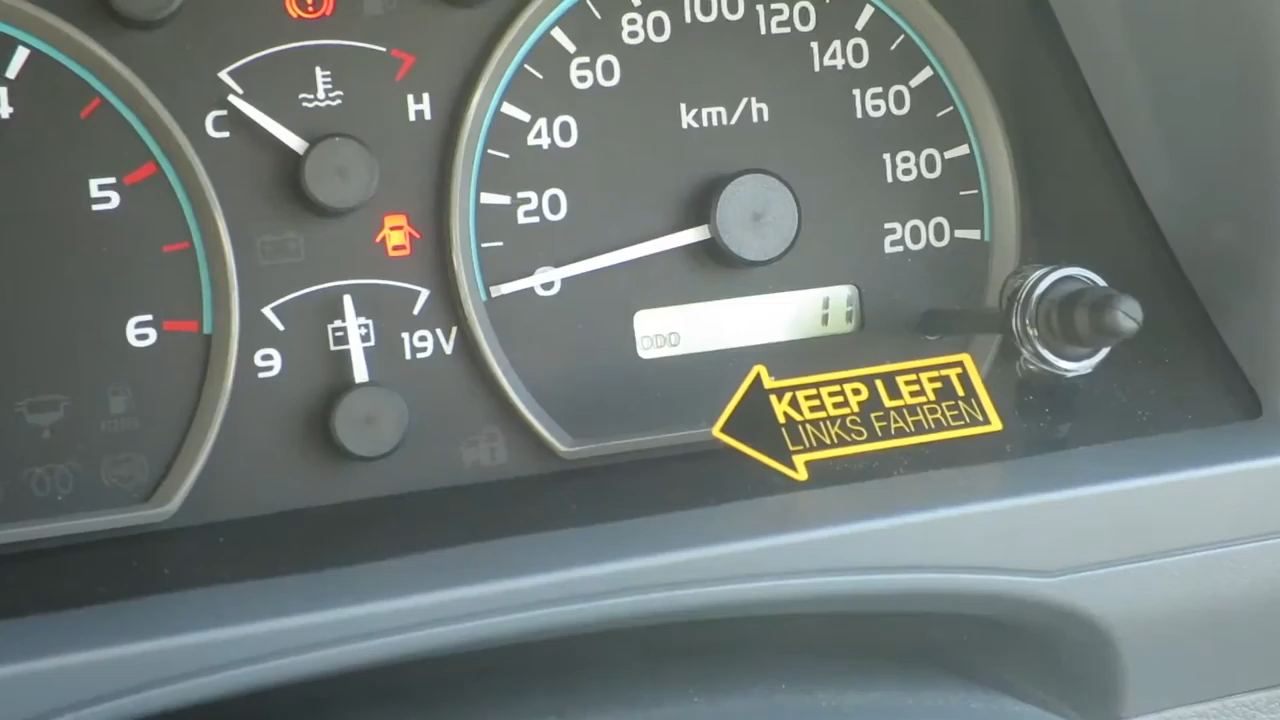 80 100 120
60 140
4 km/h 160
C H 40
5 180
20
200
0
6 9 19V
ODO 11
KEEP LEFT
LINKS FAHREN